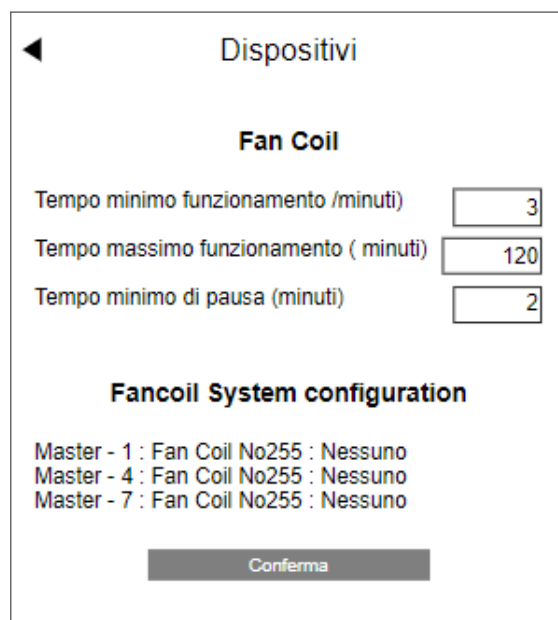 Dispositivi
Fan Coil
Tempo minimo funzionamento /minuti) 3
Tempo massimo funzionamento ( minuti) 120
Tempo minimo di pausa (minuti) 2
Fancoil System configuration
Master - 1 : Fan Coil No255 : Nessuno
Master - 4 : Fan Coil No255 : Nessuno
Master - 7 : Fan Coil No255 : Nessuno
Conferma